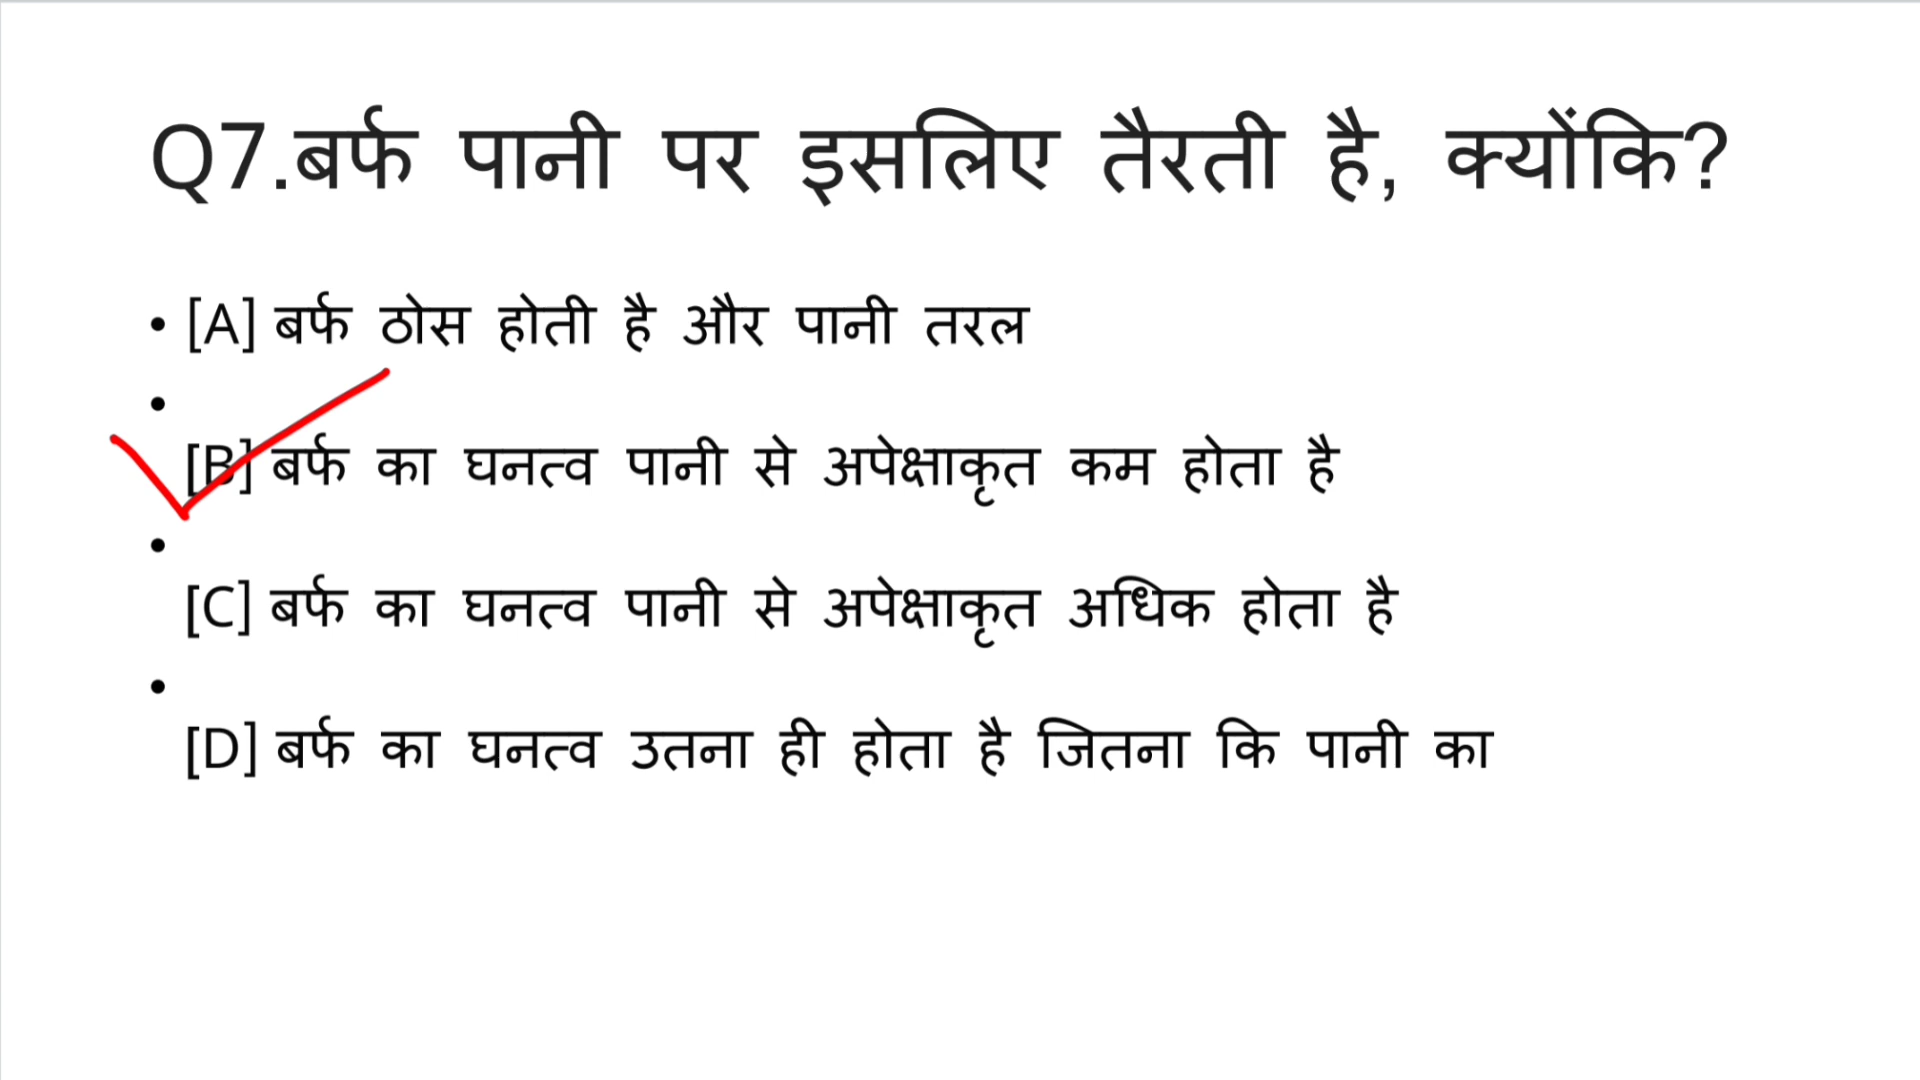 Q7.बर्फ पानी पर इसलिए तैरती है, क्योंकि?
• [A] बर्फ ठोस होती है और पानी तरल
•
[B] बर्फ का घनत्व पानी से अपेक्षाकृत कम होता है
•
[C] बर्फ का घनत्व पानी से अपेक्षाकृत अधिक होता है
•
[D] बर्फ का घनत्व उतना ही होता है जितना कि पानी का